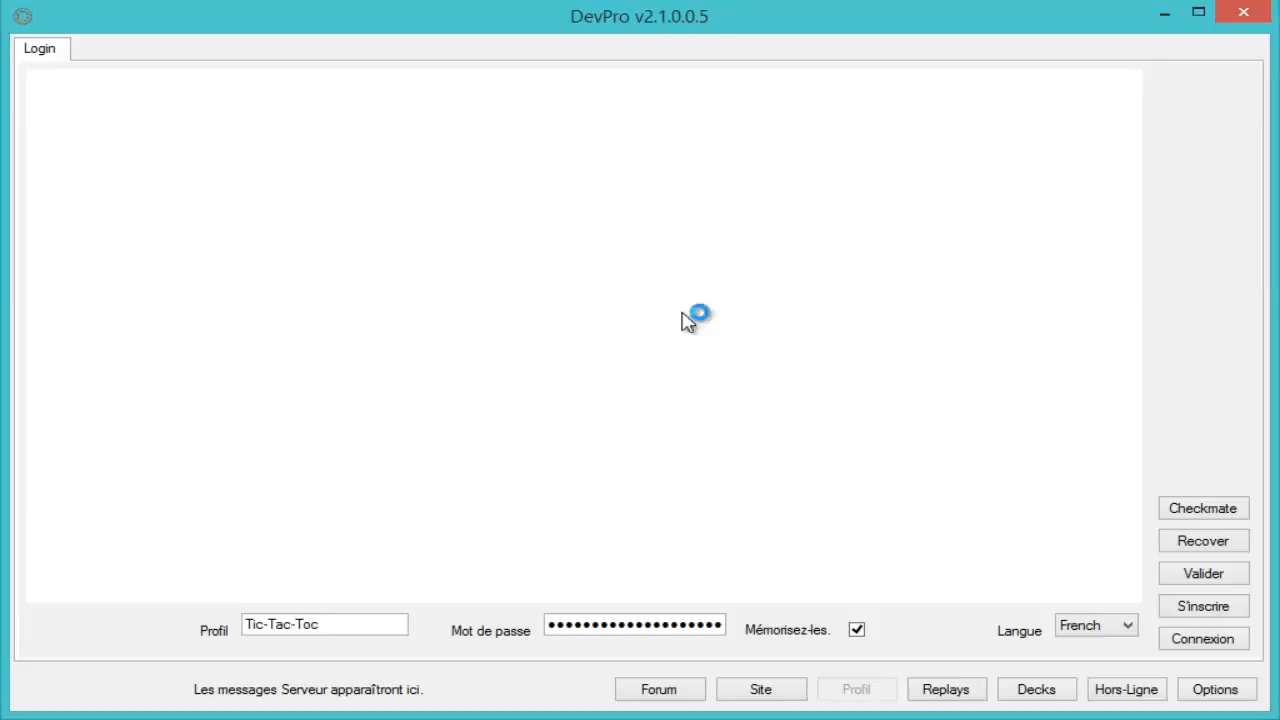 DevPro v2.1.0.0.5
Login
Checkmate
Recover
Valider
S'inscrire
Profil Tic-Tac-Toc Mot de passe ●●●●●●●●●●●●●●●●●●●● Mémorisez-les. Langue French Connexion
Les messages Serveur apparaîtront ici. Forum Site Profil Replays Decks Hors-Ligne Options